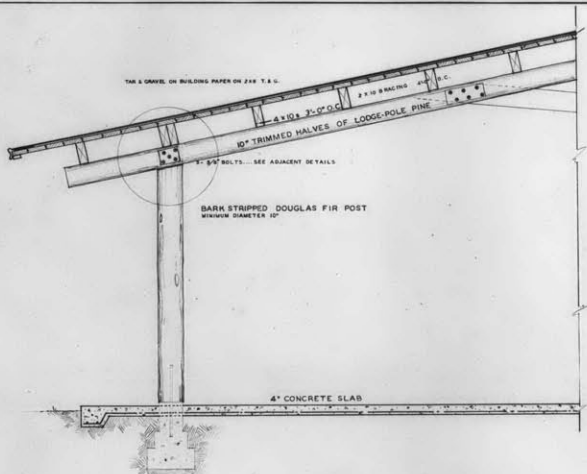 TAR & GRAVEL ON BUILDING PAPER ON 2X6 T. & G.
4 X 10s 3'-0" O.C.
2 X 10 BRACING O.C.
10" TRIMMED HALVES OF LODGE-POLE PINE
BOLTS.... SEE ADJACENT DETAILS
BARK STRIPPED DOUGLAS FIR POST
MINIMUM DIAMETER 10"
4" CONCRETE SLAB